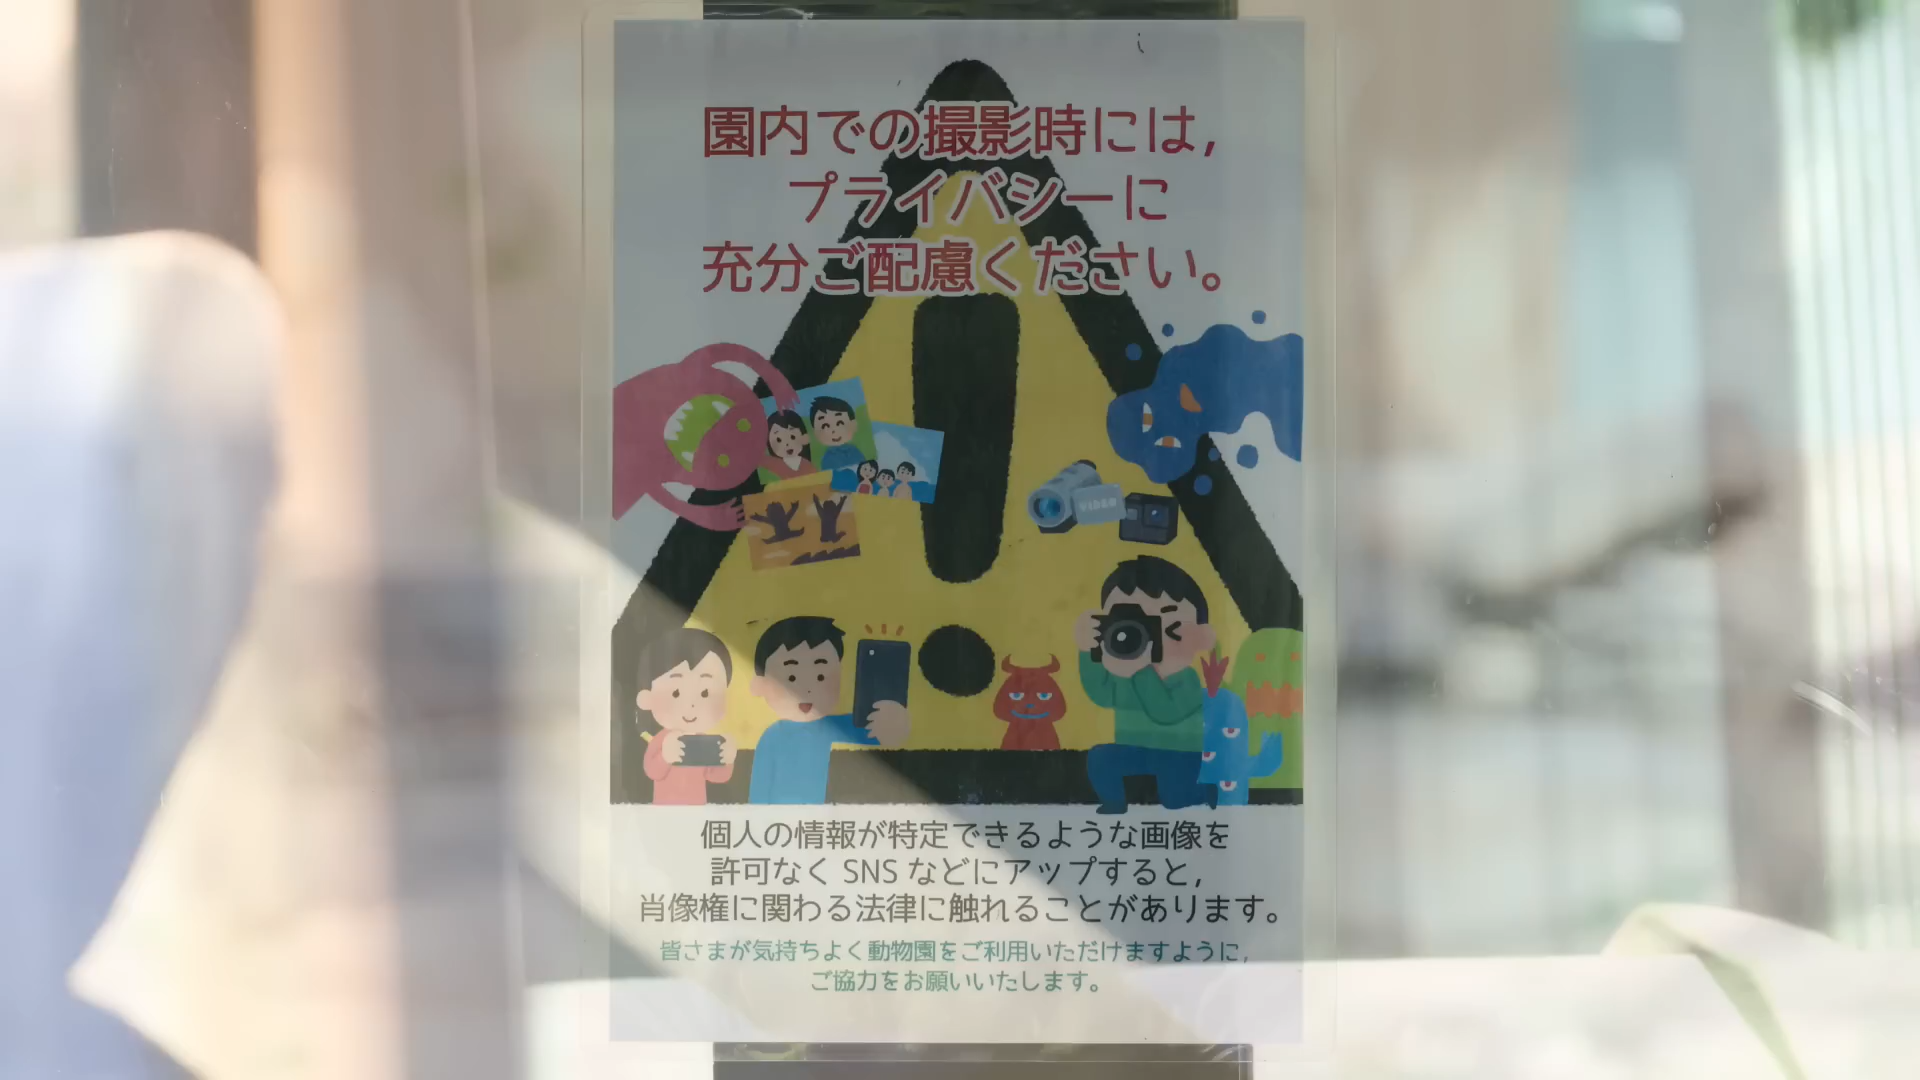 園内での撮影時には,
プライバシーに
充分ご配慮ください。
VIDEO
個人の情報が特定できるような画像を
許可なく SNS などにアップすると,
肖像権に関わる法律に触れることがあります。
皆さまが気持ちよく動物園をご利用いただけますように,
ご協力をお願いいたします。